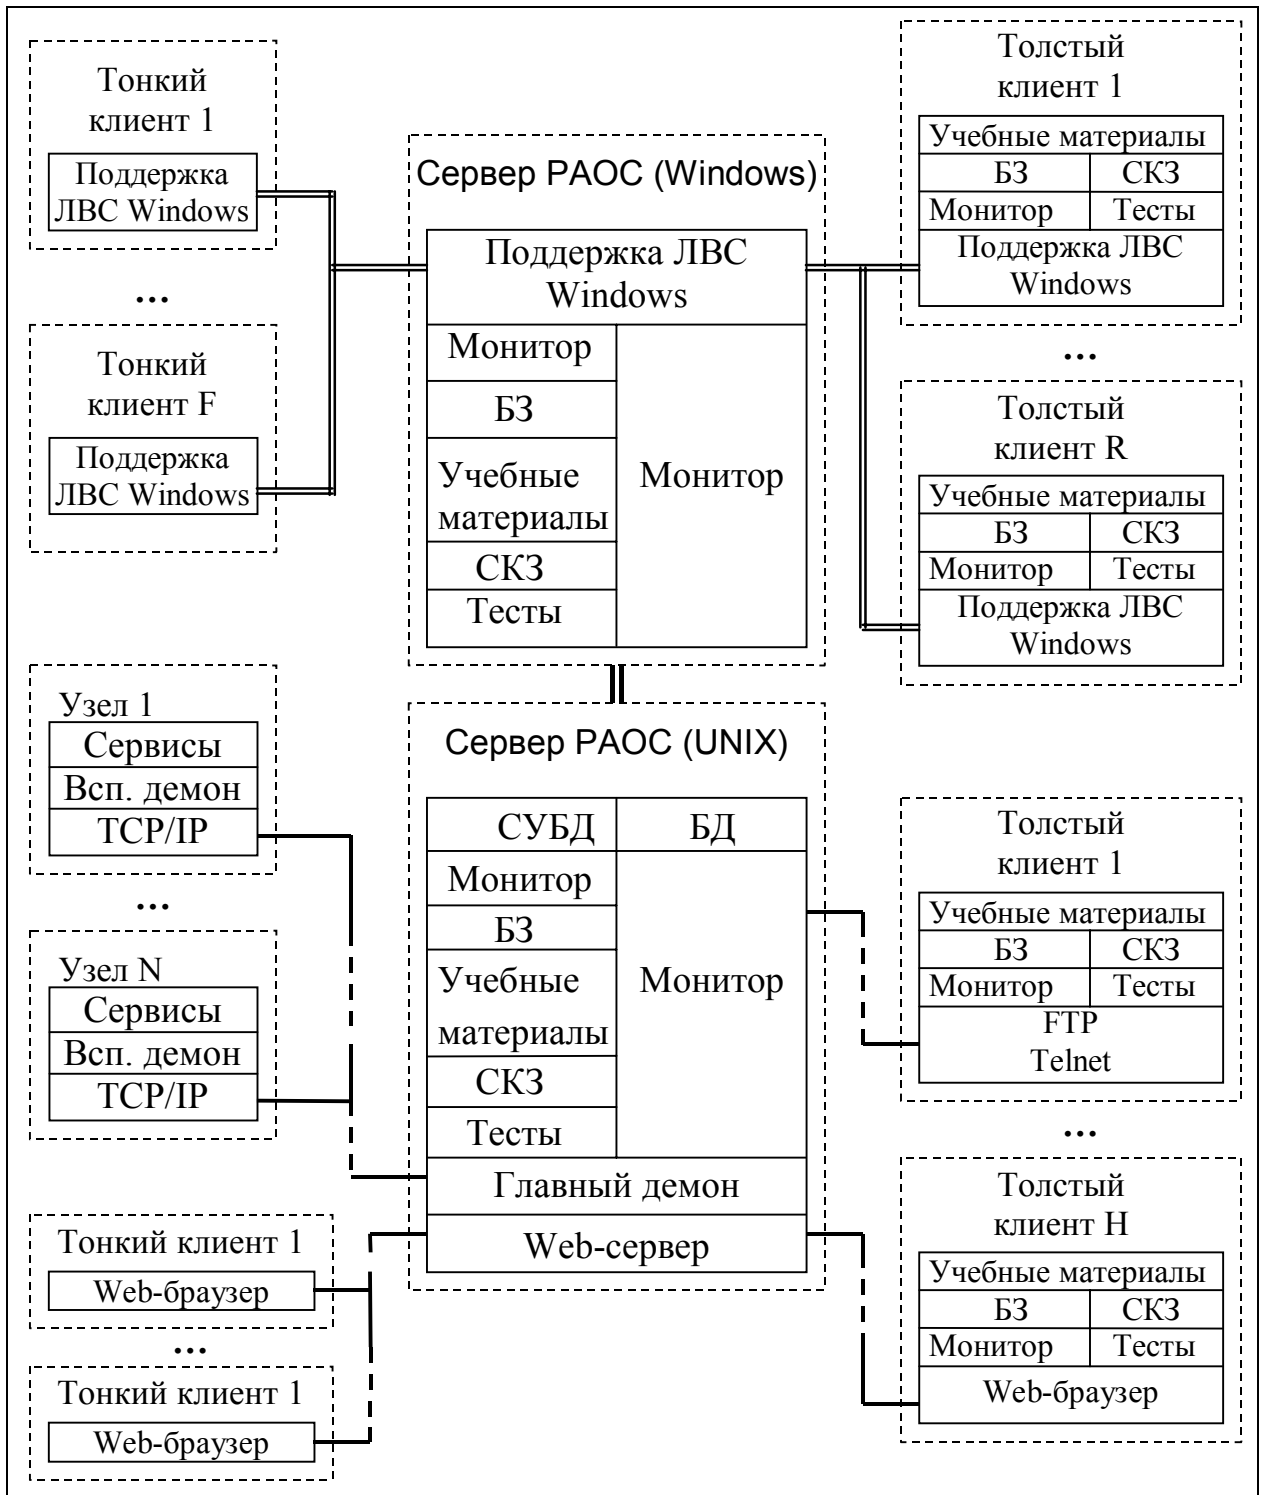 Тонкий
клиент 1
Поддержка
ЛВС Windows
...
Тонкий
клиент F
Поддержка
ЛВС Windows
Сервер РАОС (Windows)
Поддержка ЛВС
Windows
Монитор
БЗ
Учебные
материалы
СКЗ
Тесты
Монитор
Толстый
клиент 1
Учебные материалы
БЗ
СКЗ
Монитор
Тесты
Поддержка ЛВС
Windows
...
Толстый
клиент R
Учебные материалы
БЗ
СКЗ
Монитор
Тесты
Поддержка ЛВС
Windows
Узел 1
Сервисы
Всп. демон
TCP/IP
...
Узел N
Сервисы
Всп. демон
TCP/IP
Тонкий клиент 1
Web-браузер
...
Тонкий клиент 1
Web-браузер
Сервер РАОС (UNIX)
СУБД
БД
Монитор
БЗ
Учебные
материалы
СКЗ
Тесты
Монитор
Главный демон
Web-сервер
Толстый
клиент 1
Учебные материалы
БЗ
СКЗ
Монитор
Тесты
FTP
Telnet
...
Толстый
клиент H
Учебные материалы
БЗ
СКЗ
Монитор
Тесты
Web-браузер